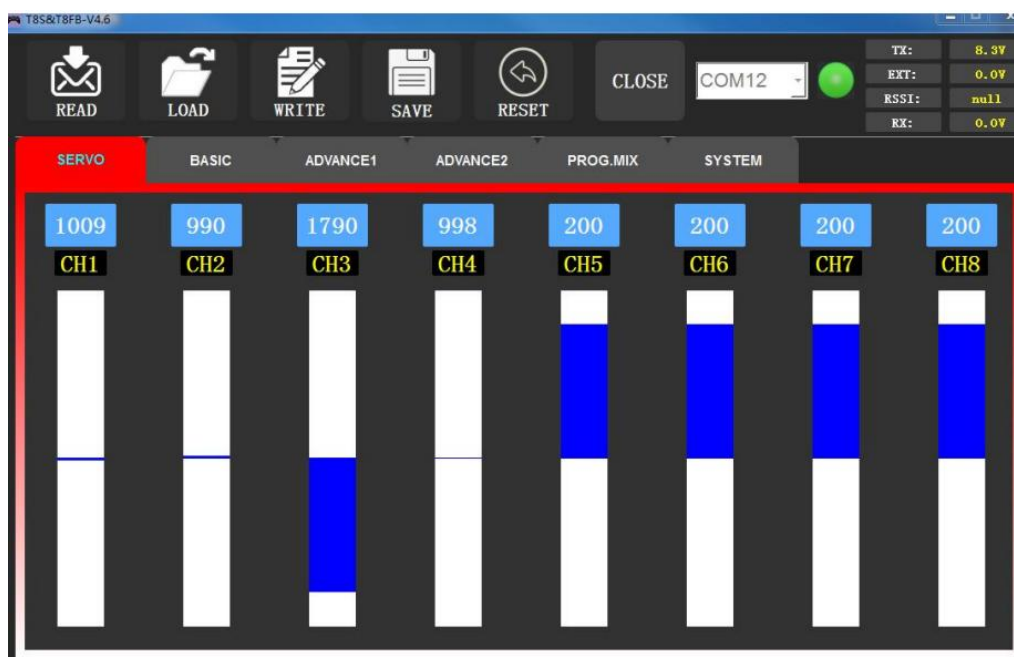 T8S&T8FB-V4.6
READ LOAD WRITE SAVE RESET CLOSE COM12
TX: 8.3V
EXT: 0.0V
RSSI: null
RX: 0.0V
SERVO BASIC ADVANCE1 ADVANCE2 PROG.MIX SYSTEM
1009 990 1790 998 200 200 200 200
CH1 CH2 CH3 CH4 CH5 CH6 CH7 CH8